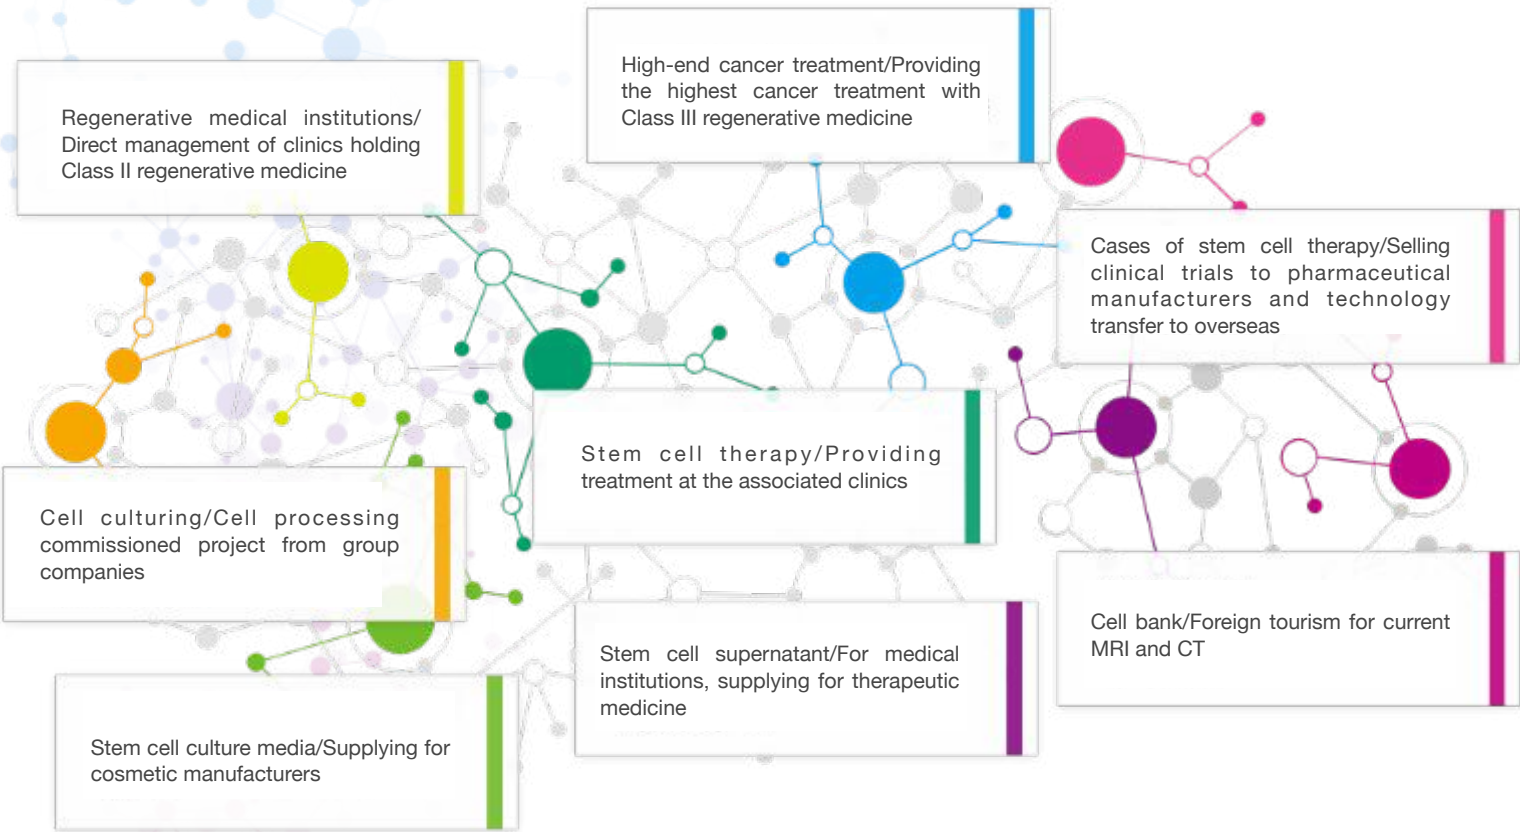 High-end cancer treatment/Providing
the highest cancer treatment with
Class III regenerative medicine
Regenerative medical institutions/
Direct management of clinics holding
Class II regenerative medicine
Cases of stem cell therapy/Selling
clinical trials to pharmaceutical
manufacturers and technology
transfer to overseas
Stem cell therapy/Providing
treatment at the associated clinics
Cell culturing/Cell processing
commissioned project from group
companies
Cell bank/Foreign tourism for current
MRI and CT
Stem cell supernatant/For medical
institutions, supplying for therapeutic
medicine
Stem cell culture media/Supplying for
cosmetic manufacturers